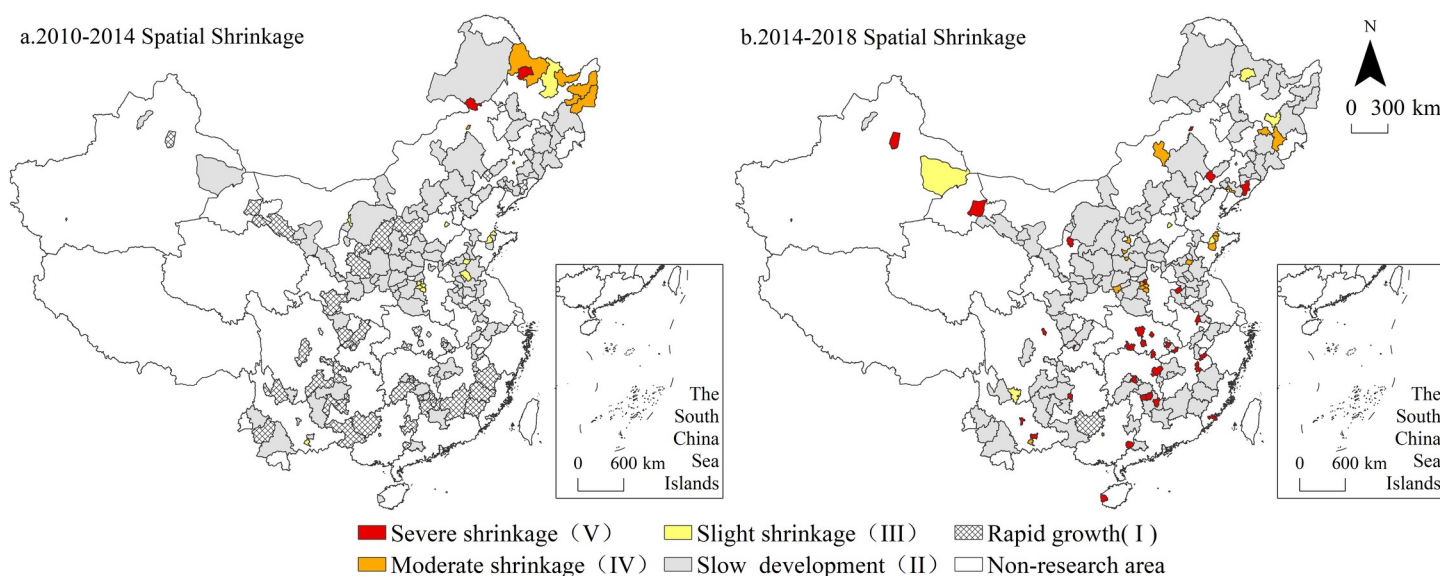 a.2010-2014 Spatial Shrinkage
b.2014-2018 Spatial Shrinkage
N
0 300 km
The
South
China
Sea
Islands
0 600 km
The
South
China
Sea
Islands
0 600 km
Severe shrinkage（V）
Slight shrinkage（III）
Rapid growth( I )
Moderate shrinkage（IV）
Slow development（II）
Non-research area